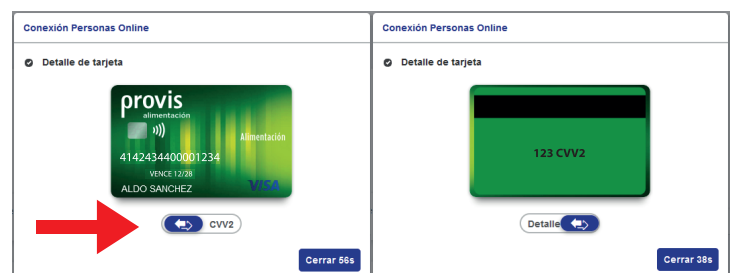 Conexión Personas Online
Detalle de tarjeta
provis
alimentación
Alimentación
4142434400001234
VENCE 12/28
ALDO SANCHEZ
VISA
CVV2
Cerrar 56s
Conexión Personas Online
Detalle de tarjeta
123 CVV2
Detalle
Cerrar 38s